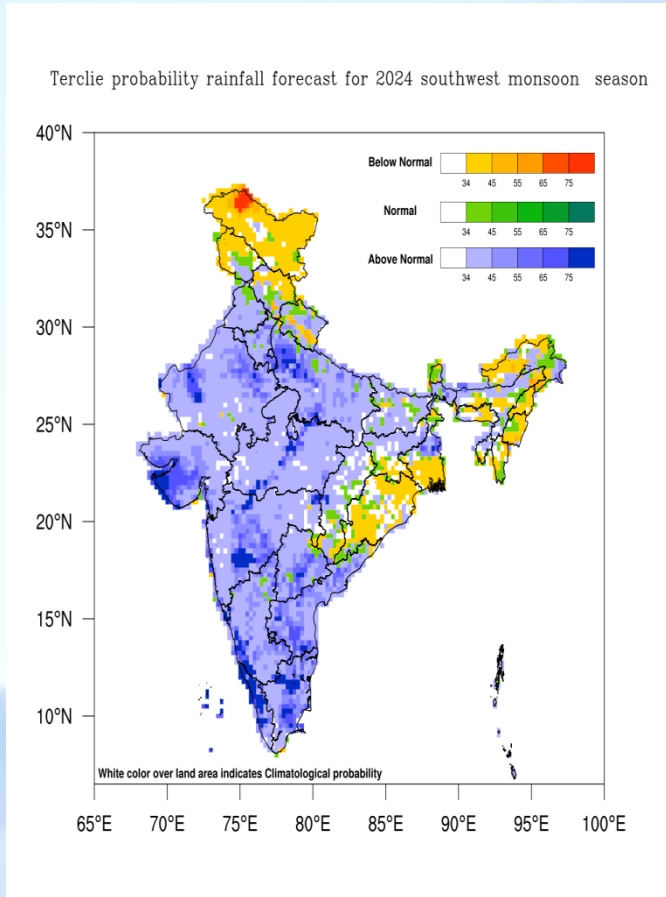 Terclie probability rainfall forecast for 2024 southwest monsoon season
40°N
35°N
30°N
25°N
20°N
15°N
10°N
Below Normal
34 45 55 65 75
Normal
34 45 55 65 75
Above Normal
34 45 55 65 75
White color over land area indicates Climatological probability
65°E 70°E 75°E 80°E 85°E 90°E 95°E 100°E